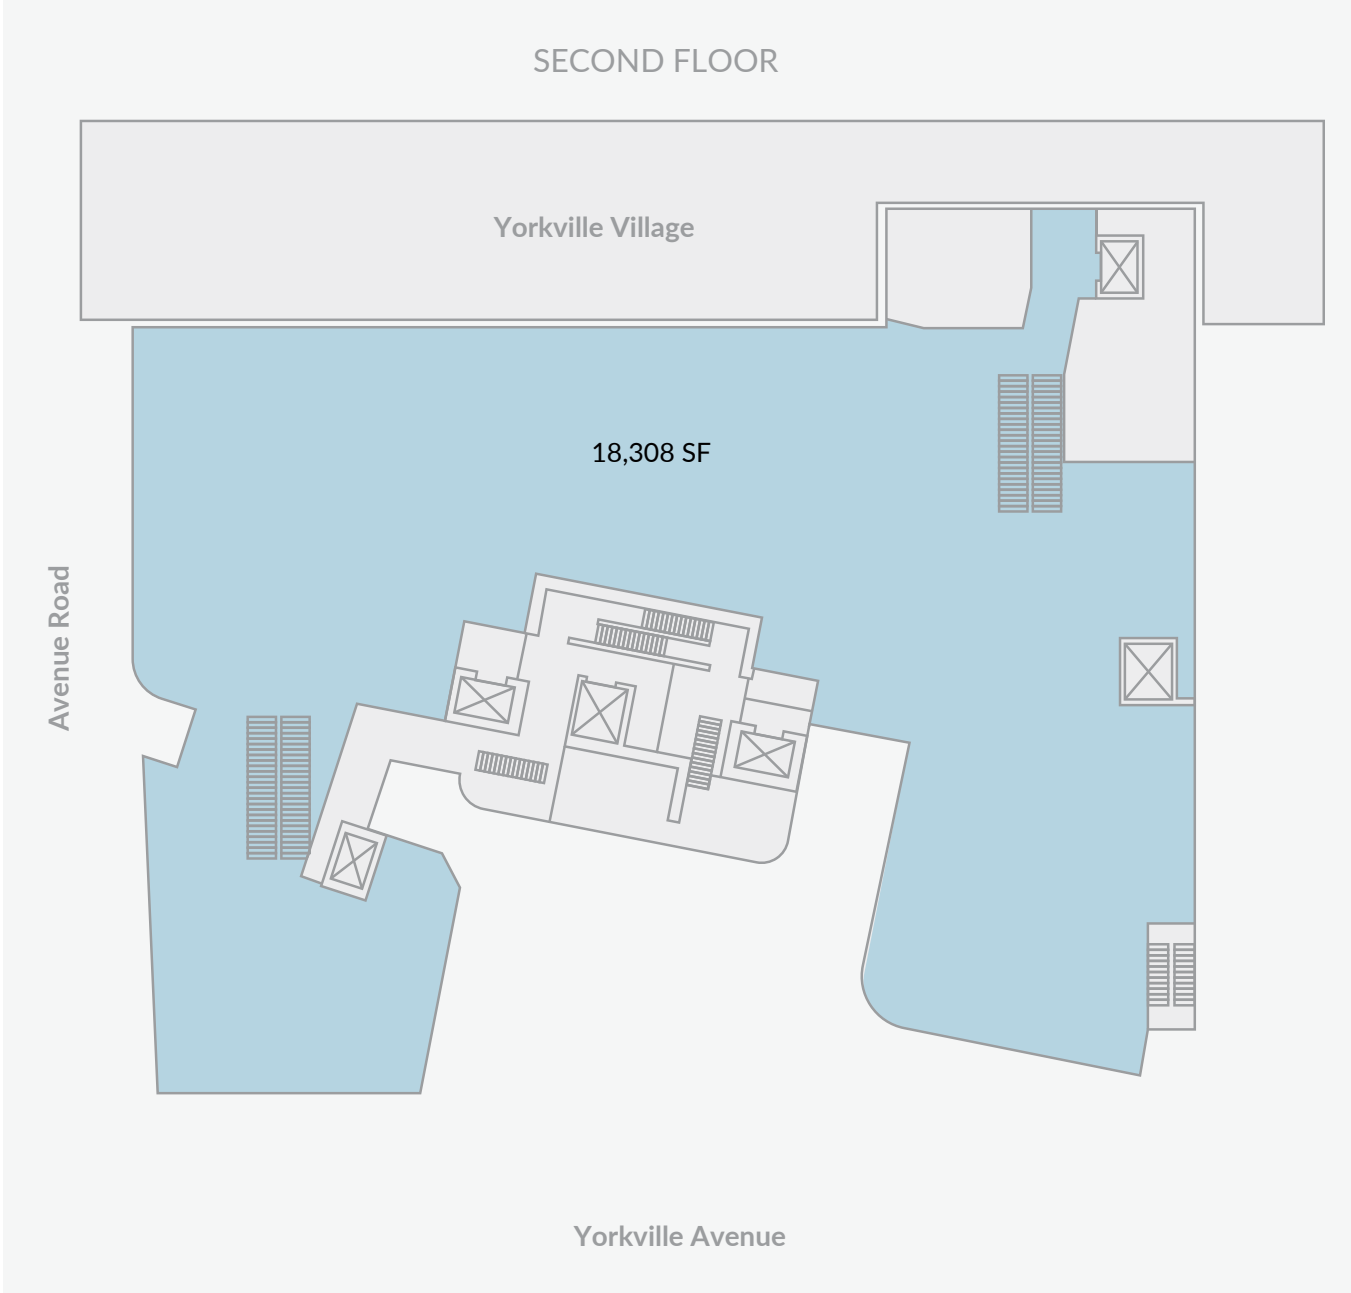 SECOND FLOOR
Yorkville Village
18,308 SF
Avenue Road
Yorkville Avenue